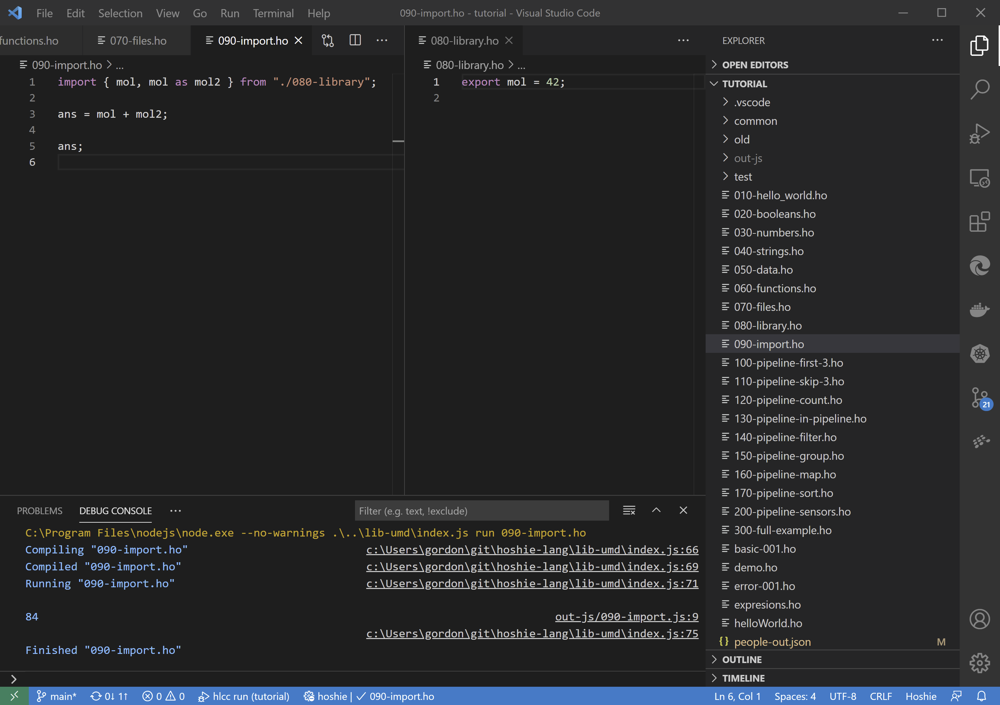 File Edit Selection View Go Run Terminal Help
090-import.ho - tutorial - Visual Studio Code
functions.ho
070-files.ho
090-import.ho
090-import.ho > ...
1 import { mol, mol as mol2 } from "./080-library";
2
3 ans = mol + mol2;
4
5 ans;
6
080-library.ho
080-library.ho > ...
1 export mol = 42;
2
PROBLEMS DEBUG CONSOLE
Filter (e.g. text, !exclude)
C:\Program Files\nodejs\node.exe --no-warnings .\..\lib-umd\index.js run 090-import.ho
Compiling "090-import.ho" c:\Users\gordon\git\hoshie-lang\lib-umd\index.js:66
Compiled "090-import.ho" c:\Users\gordon\git\hoshie-lang\lib-umd\index.js:69
Running "090-import.ho" c:\Users\gordon\git\hoshie-lang\lib-umd\index.js:71
84 out-js/090-import.js:9
c:\Users\gordon\git\hoshie-lang\lib-umd\index.js:75
Finished "090-import.ho"
EXPLORER
OPEN EDITORS
TUTORIAL
.vscode
common
old
out-js
test
010-hello_world.ho
020-booleans.ho
030-numbers.ho
040-strings.ho
050-data.ho
060-functions.ho
070-files.ho
080-library.ho
090-import.ho
100-pipeline-first-3.ho
110-pipeline-skip-3.ho
120-pipeline-count.ho
130-pipeline-in-pipeline.ho
140-pipeline-filter.ho
150-pipeline-group.ho
160-pipeline-map.ho
170-pipeline-sort.ho
200-pipeline-sensors.ho
300-full-example.ho
basic-001.ho
demo.ho
error-001.ho
expresions.ho
helloWorld.ho
{} people-out.json M
OUTLINE
TIMELINE
21
main* 0↓ 1↑ 0 0 hlcc run (tutorial) hoshie | ✓ 090-import.ho
Ln 6, Col 1 Spaces: 4 UTF-8 CRLF Hoshie